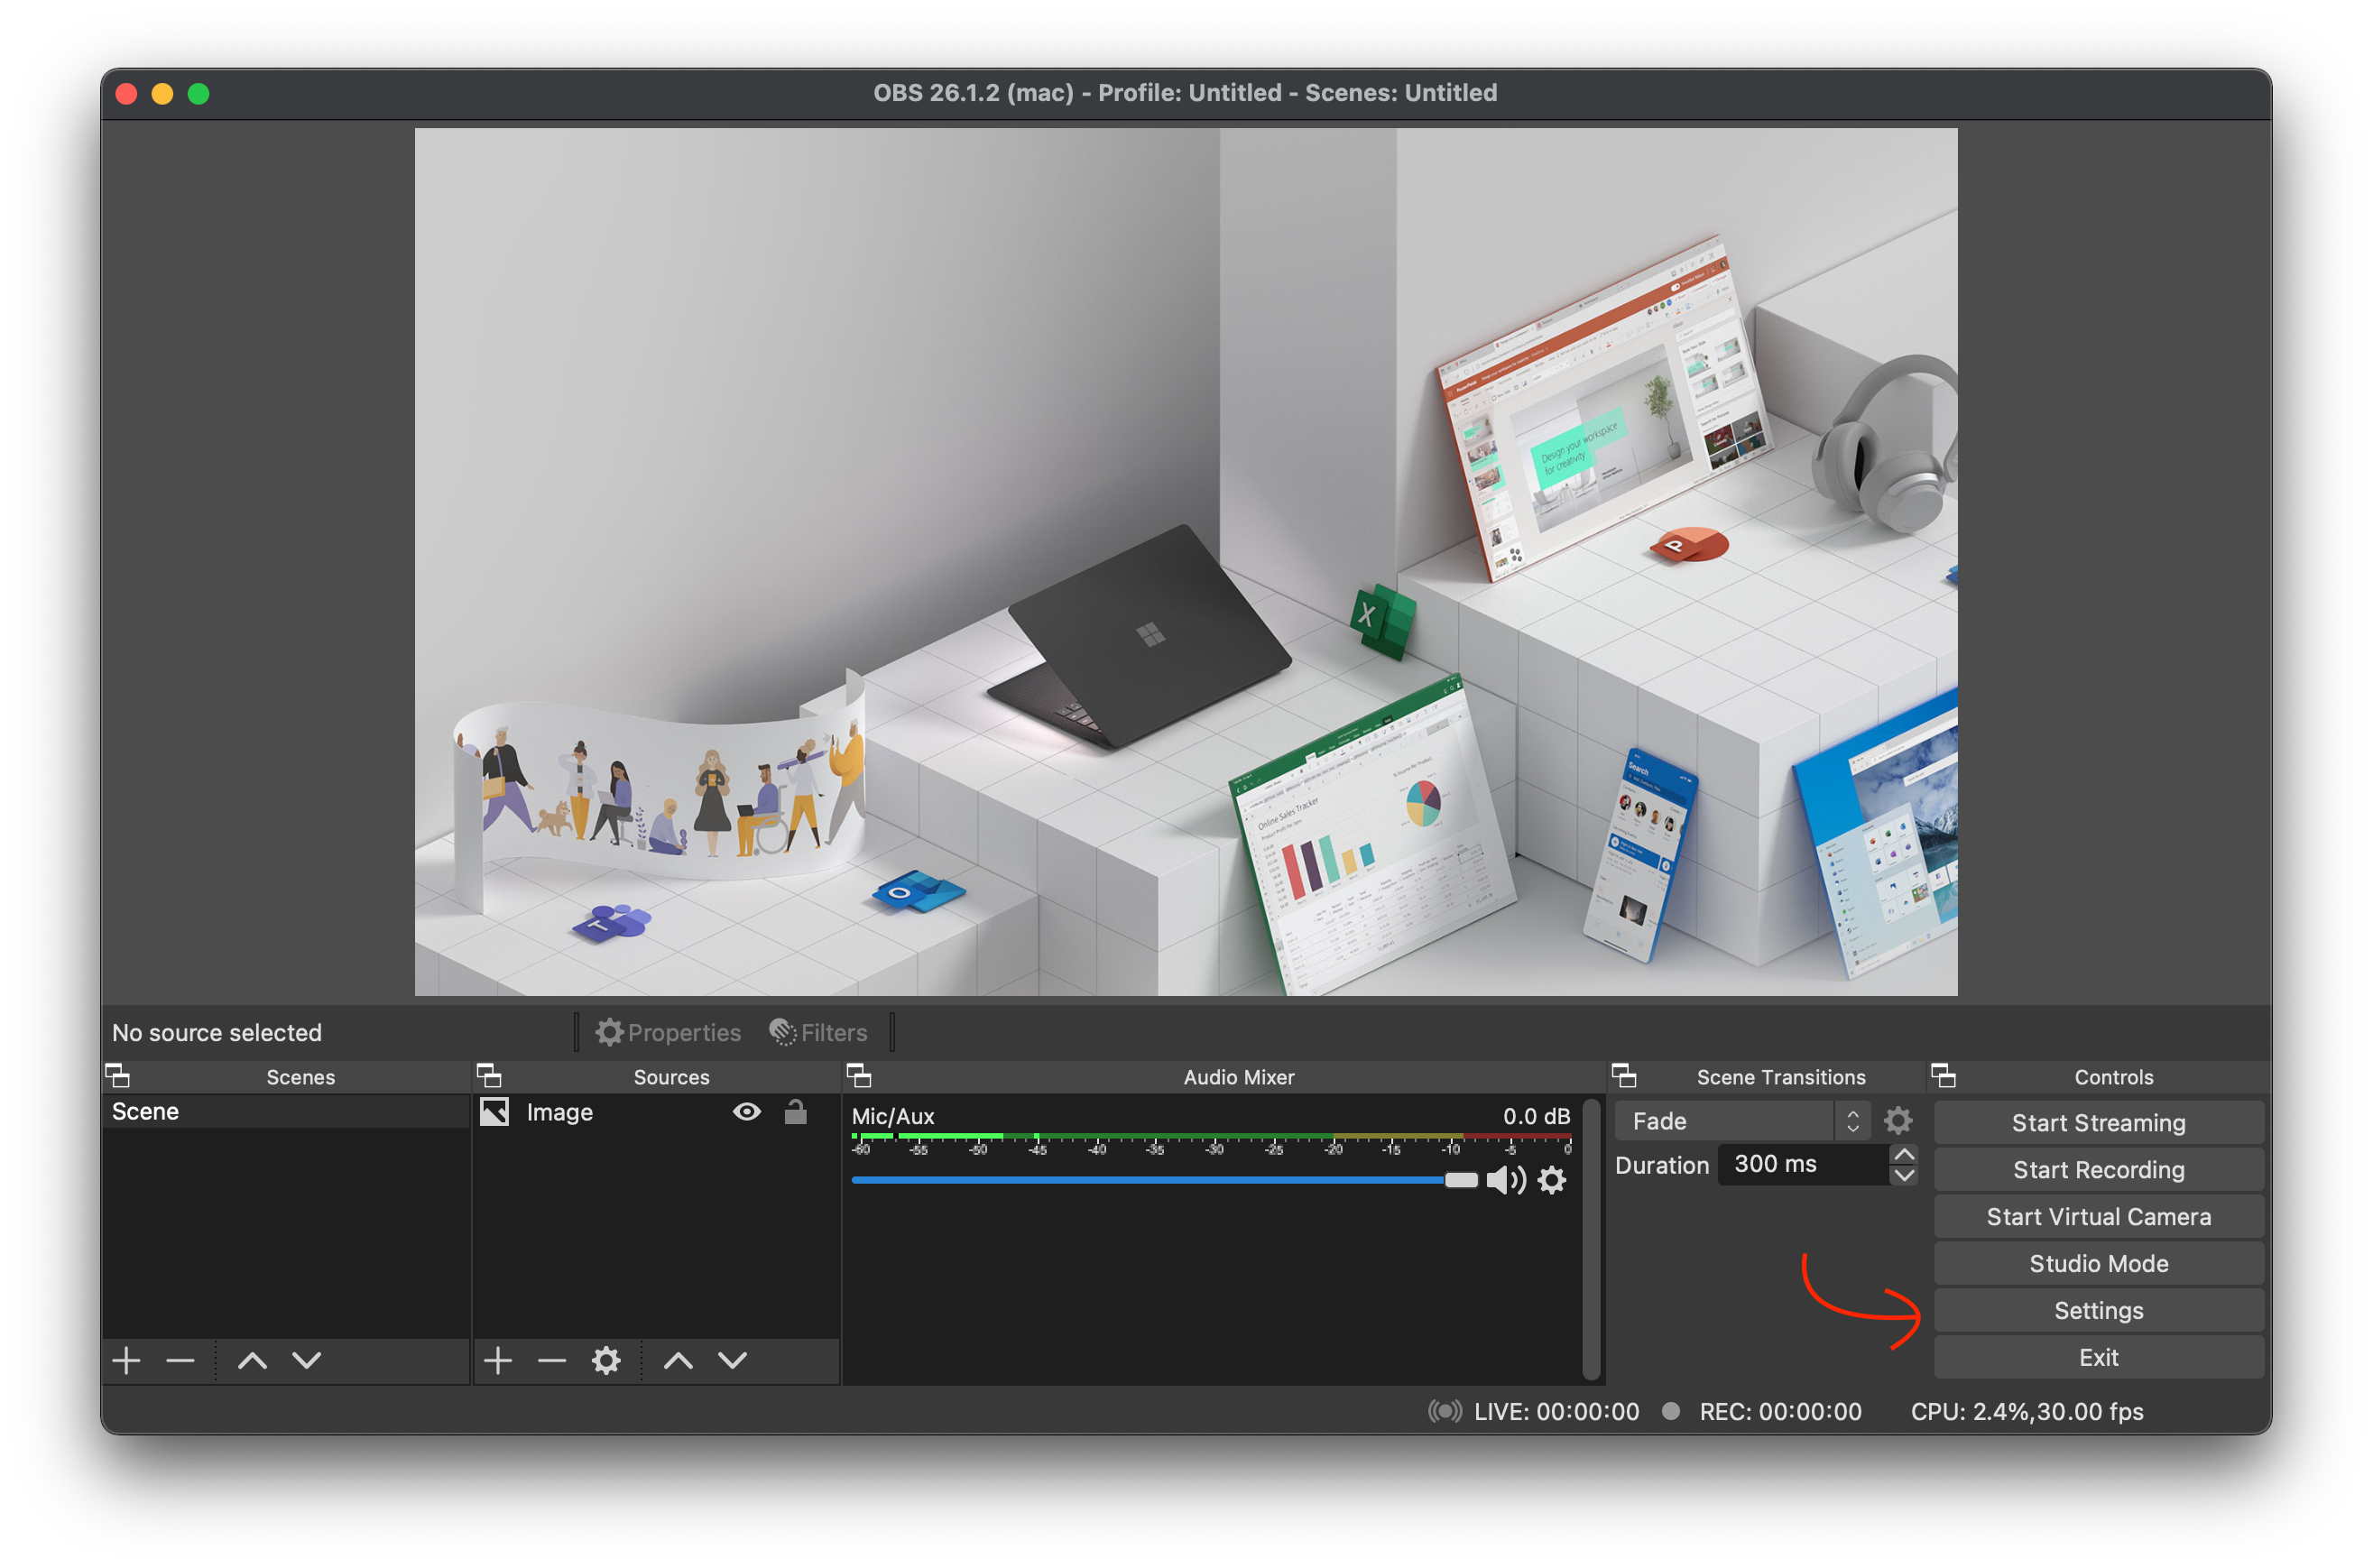 OBS 26.1.2 (mac) - Profile: Untitled - Scenes: Untitled
Design your workspace
for creativity
PowerPoint
P
X
Online Sales Tracker
Search
T
O
No source selected
Properties
Filters
Scenes
Sources
Audio Mixer
Scene Transitions
Controls
Scene
Image
Mic/Aux
0.0 dB
-60 -55 -50 -45 -40 -35 -30 -25 -20 -15 -10 -5 0
Fade
Duration
300 ms
Start Streaming
Start Recording
Start Virtual Camera
Studio Mode
Settings
Exit
LIVE: 00:00:00
REC: 00:00:00
CPU: 2.4%,30.00 fps